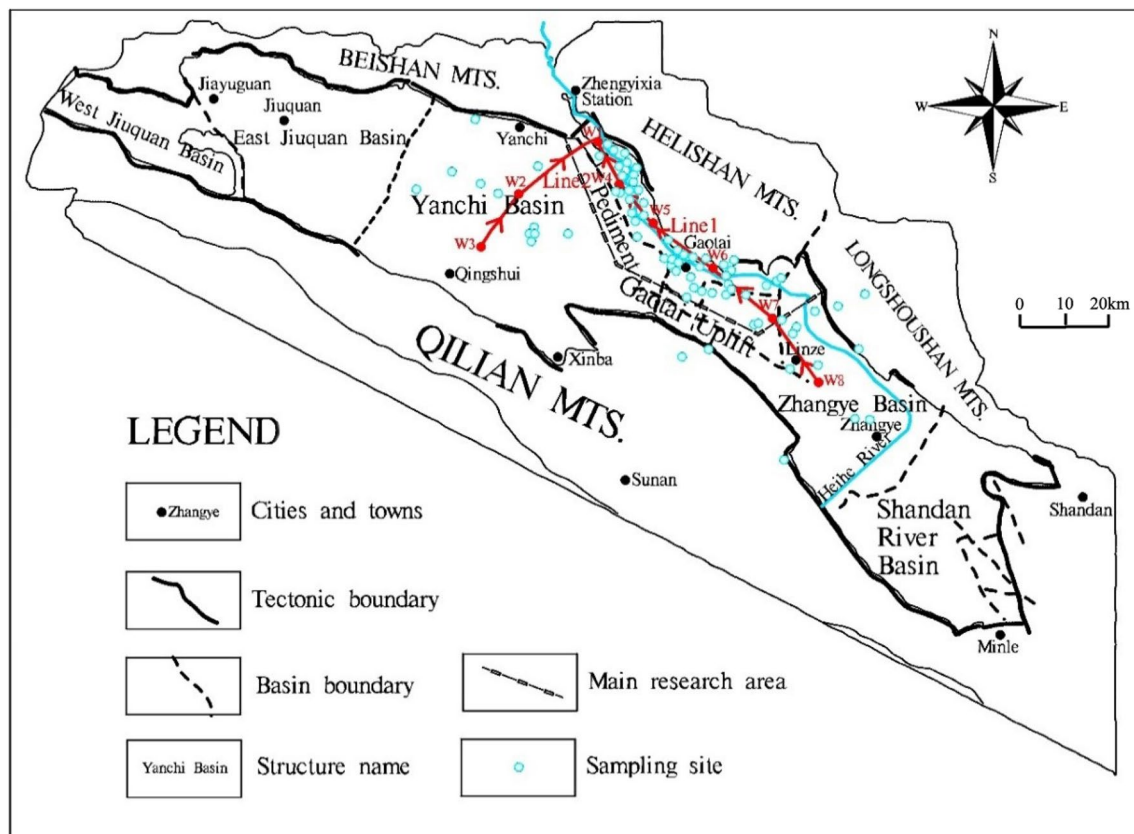 BEISHAN MTS.
Zhengyixia
Station
N
W
E
S
Jiayuguan
Jiuquan
West Jiuquan Basin
East Jiuquan Basin
Yanchi
HELISHAN MTS.
W2
Line2
W4
Yanchi Basin
Pediment
W5
Line1
W3
Gaotai
W6
Qingshui
LONGSHOUSHAN MTS.
0 10 20km
Gaotai Uplift
W7
Linze
QILIAN MTS.
Xinba
W8
Zhangye Basin
Zhangye
Heihe River
LEGEND
Sunan
Shandan
Shandan
River
Basin
Minle
Zhangye
Cities and towns
Tectonic boundary
Basin boundary
Main research area
Yanchi Basin
Structure name
Sampling site